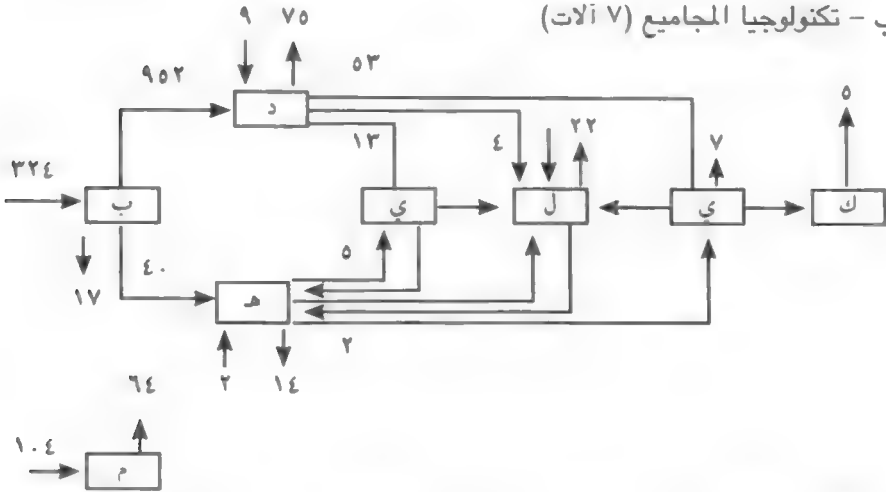 ب – تكنولوجيا المجاميع (٧ آلات)
٩ ٧٥
٩٥٢ ٥٣
٥
١٣ ٤ ٢٢ ٧
٣٢٤
د
ب ي ل ي ك
٤٠ ٥
١٧
هـ
٢ ١٤ ٢
٦٤
١٠٤
م